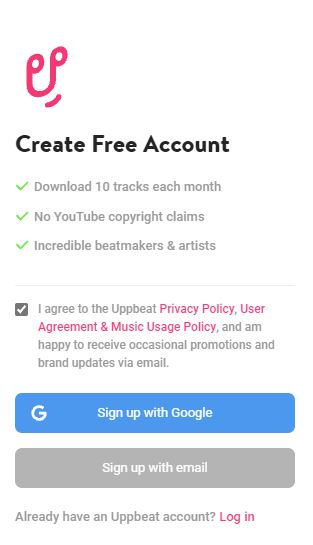 Create Free Account
Download 10 tracks each month
No YouTube copyright claims
Incredible beatmakers & artists
I agree to the Uppbeat Privacy Policy, User
Agreement & Music Usage Policy, and am
happy to receive occasional promotions and
brand updates via email.
Sign up with Google
Sign up with email
Already have an Uppbeat account? Log in